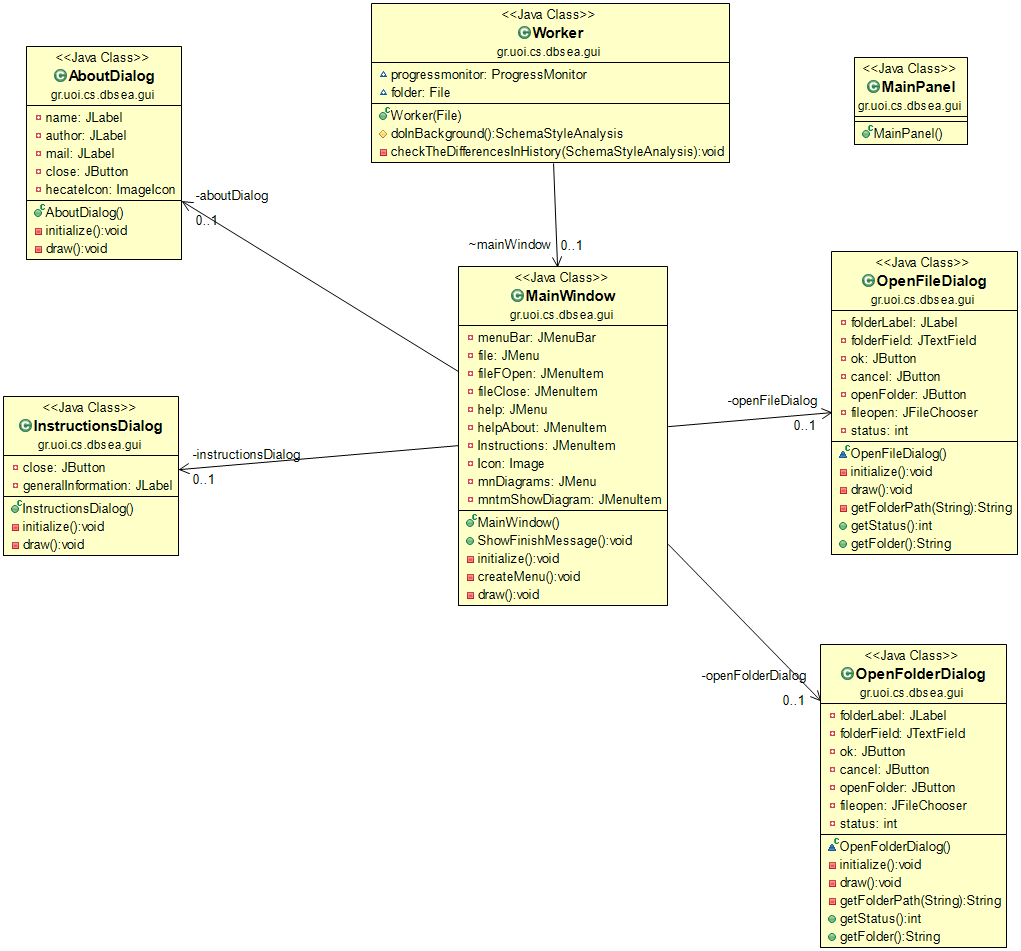 <<Java Class>>
AboutDialog
gr.uoi.cs.dbsea.gui
name: JLabel
author: JLabel
mail: JLabel
close: JButton
hecateIcon: ImageIcon
AboutDialog()
initialize():void
draw():void
<<Java Class>>
Worker
gr.uoi.cs.dbsea.gui
progressmonitor: ProgressMonitor
folder: File
Worker(File)
doInBackground():SchemaStyleAnalysis
checkTheDifferencesInHistory(SchemaStyleAnalysis):void
<<Java Class>>
MainPanel
gr.uoi.cs.dbsea.gui
MainPanel()
-aboutDialog
0..1
~mainWindow
0..1
<<Java Class>>
MainWindow
gr.uoi.cs.dbsea.gui
menuBar: JMenuBar
file: JMenu
fileFOpen: JMenuItem
fileClose: JMenuItem
help: JMenu
helpAbout: JMenuItem
Instructions: JMenuItem
Icon: Image
mnDiagrams: JMenu
mntmShowDiagram: JMenuItem
MainWindow()
ShowFinishMessage():void
initialize():void
createMenu():void
draw():void
<<Java Class>>
OpenFileDialog
gr.uoi.cs.dbsea.gui
folderLabel: JLabel
folderField: JTextField
ok: JButton
cancel: JButton
openFolder: JButton
fileopen: JFileChooser
status: int
OpenFileDialog()
initialize():void
draw():void
getFolderPath(String):String
getStatus():int
getFolder():String
-openFileDialog
0..1
<<Java Class>>
InstructionsDialog
gr.uoi.cs.dbsea.gui
close: JButton
generalInformation: JLabel
InstructionsDialog()
initialize():void
draw():void
-instructionsDialog
0..1
-openFolderDialog
0..1
<<Java Class>>
OpenFolderDialog
gr.uoi.cs.dbsea.gui
folderLabel: JLabel
folderField: JTextField
ok: JButton
cancel: JButton
openFolder: JButton
fileopen: JFileChooser
status: int
OpenFolderDialog()
initialize():void
draw():void
getFolderPath(String):String
getStatus():int
getFolder():String